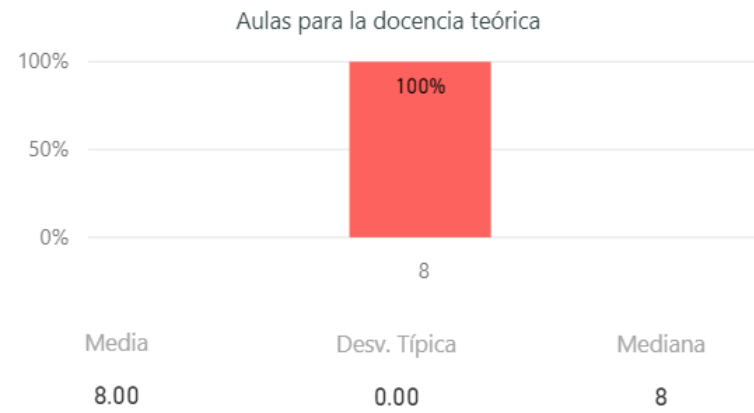 Aulas para la docencia teórica
100%
100%
50%
0%
8
Media Desv. Típica Mediana
8.00 0.00 8